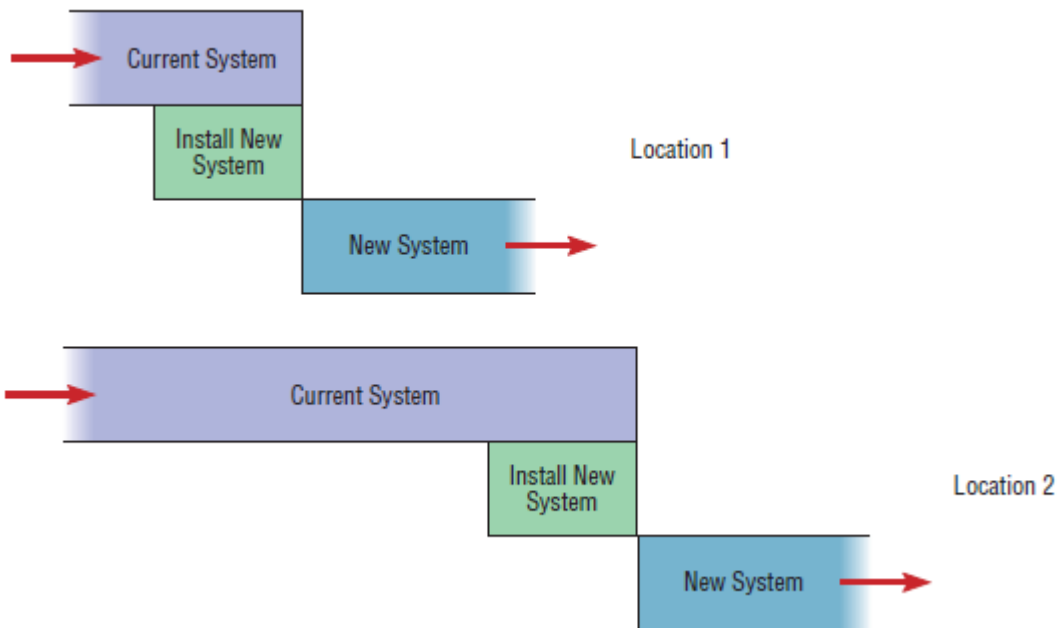 Current System
Install New
System
Location 1
New System
Current System
Install New
System
Location 2
New System